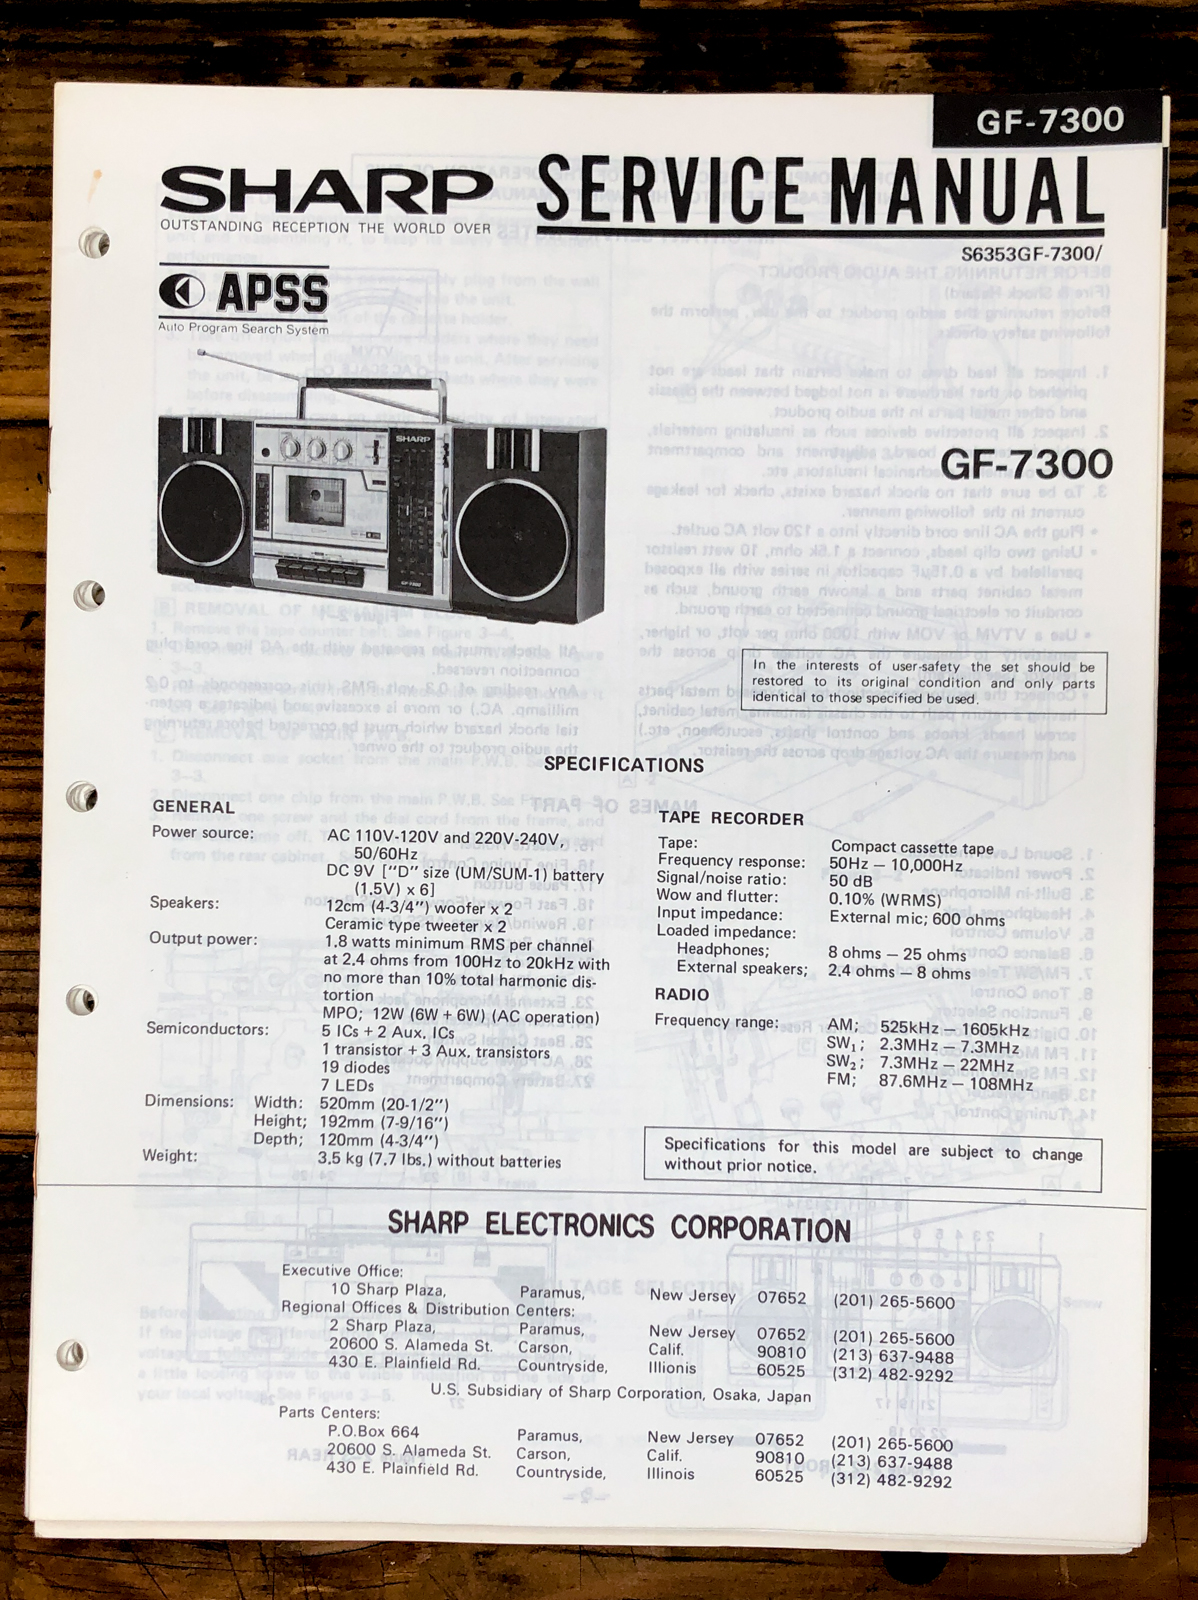 GF-7300
SHARP
OUTSTANDING RECEPTION THE WORLD OVER
SERVICE MANUAL
S6353GF-7300/
APSS
Auto Program Search System
SHARP
GF-7300
GF-7300
In the interests of user-safety the set should be
restored to its original condition and only parts
identical to those specified be used.
SPECIFICATIONS
GENERAL
Power source: AC 110V-120V and 220V-240V,
50/60Hz
DC 9V ["D" size (UM/SUM-1) battery
(1.5V) x 6]
Speakers: 12cm (4-3/4") woofer x 2
Ceramic type tweeter x 2
Output power: 1.8 watts minimum RMS per channel
at 2.4 ohms from 100Hz to 20kHz with
no more than 10% total harmonic dis-
tortion
MPO; 12W (6W + 6W) (AC operation)
Semiconductors: 5 ICs + 2 Aux. ICs
1 transistor + 3 Aux. transistors
19 diodes
7 LEDs
Dimensions: Width: 520mm (20-1/2")
Height; 192mm (7-9/16")
Depth; 120mm (4-3/4")
Weight: 3.5 kg (7.7 lbs.) without batteries
TAPE RECORDER
Tape: Compact cassette tape
Frequency response: 50Hz – 10,000Hz
Signal/noise ratio: 50 dB
Wow and flutter: 0.10% (WRMS)
Input impedance: External mic; 600 ohms
Loaded impedance:
Headphones; 8 ohms – 25 ohms
External speakers; 2.4 ohms – 8 ohms
RADIO
Frequency range: AM; 525kHz – 1605kHz
SW1; 2.3MHz – 7.3MHz
SW2; 7.3MHz – 22MHz
FM; 87.6MHz – 108MHz
Specifications for this model are subject to change
without prior notice.
SHARP ELECTRONICS CORPORATION
Executive Office:
10 Sharp Plaza, Paramus, New Jersey 07652 (201) 265-5600
Regional Offices & Distribution Centers:
2 Sharp Plaza, Paramus, New Jersey 07652 (201) 265-5600
20600 S. Alameda St. Carson, Calif. 90810 (213) 637-9488
430 E. Plainfield Rd. Countryside, Illionis 60525 (312) 482-9292
U.S. Subsidiary of Sharp Corporation, Osaka, Japan
Parts Centers:
P.O.Box 664 Paramus, New Jersey 07652 (201) 265-5600
20600 S. Alameda St. Carson, Calif. 90810 (213) 637-9488
430 E. Plainfield Rd. Countryside, Illinois 60525 (312) 482-9292